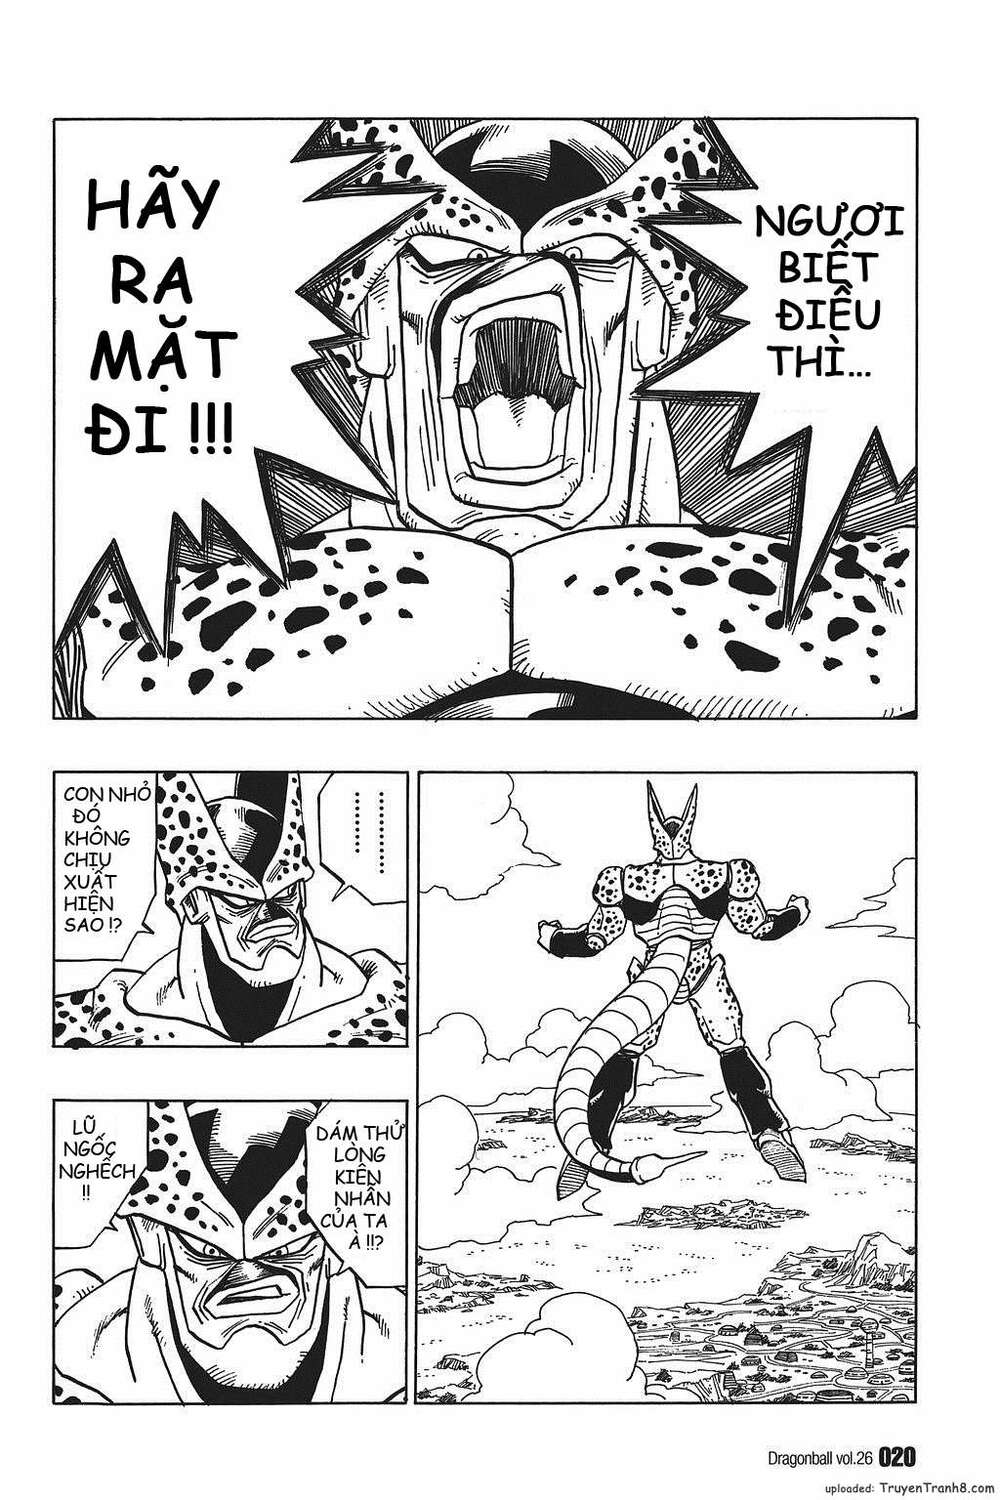 NGƯƠI
BIẾT
ĐIỀU
THÌ...
HÃY
RA
MẶT
ĐI !!!
..........
........
CON NHỎ
ĐÓ
KHÔNG
CHỊU
XUẤT
HIỆN
SAO !?
DÁM THỬ
LÒNG
KIÊN
NHẪN
CỦA TA
À !!?
LŨ
NGỐC
NGHẾCH
!!
Dragonball vol.26 020
uploaded: TruyenTranh8.com